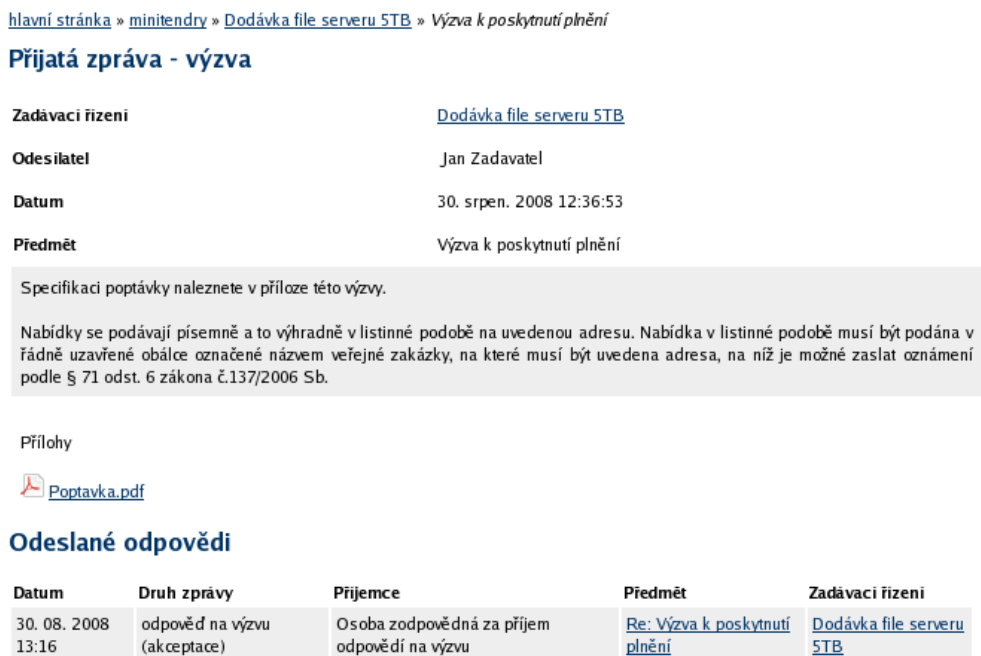 hlavní stránka » minitendry » Dodávka file serveru 5TB » Výzva k poskytnutí plnění
Přijatá zpráva - výzva
Zadávací řízení Dodávka file serveru 5TB
Odesilatel Jan Zadavatel
Datum 30. srpen. 2008 12:36:53
Předmět Výzva k poskytnutí plnění
Specifikaci poptávky naleznete v příloze této výzvy.
Nabídky se podávají písemně a to výhradně v listinné podobě na uvedenou adresu. Nabídka v listinné podobě musí být podána v
řádně uzavřené obálce označené názvem veřejné zakázky, na které musí být uvedena adresa, na níž je možné zaslat oznámení
podle § 71 odst. 6 zákona č.137/2006 Sb.
Přílohy
Poptavka.pdf
Odeslané odpovědi
Datum Druh zprávy Příjemce Předmět Zadávací řízení
30. 08. 2008 odpověď na výzvu Osoba zodpovědná za příjem Re: Výzva k poskytnutí Dodávka file serveru
13:16 (akceptace) odpovědí na výzvu plnění 5TB